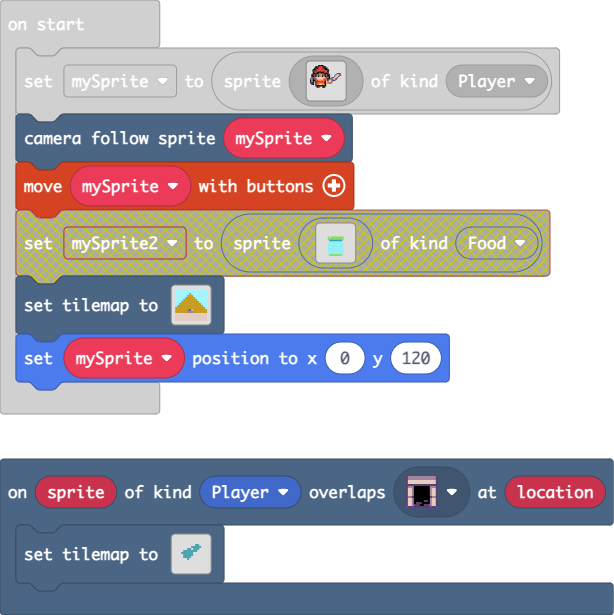 on start
set mySprite to sprite of kind Player
camera follow sprite mySprite
move mySprite with buttons
set mySprite2 to sprite of kind Food
set tilemap to
set mySprite position to x 0 y 120
on sprite of kind Player overlaps at location
set tilemap to